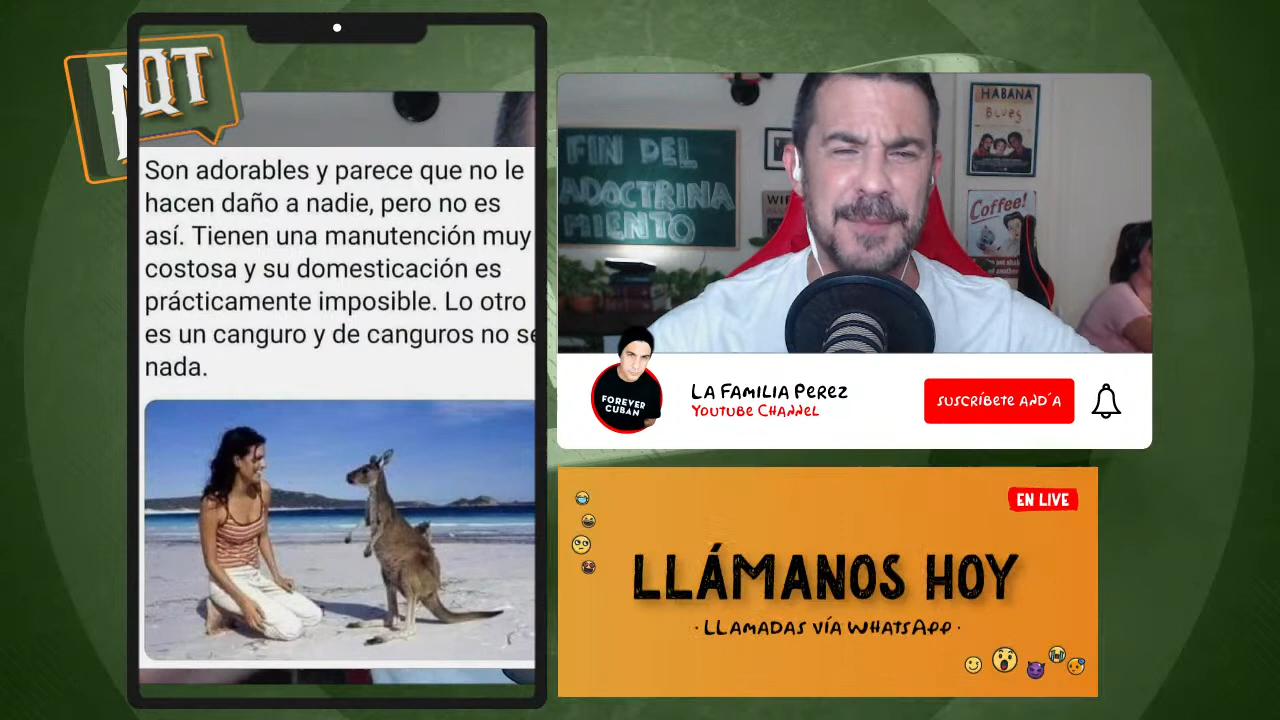 NQT
Son adorables y parece que no le
hacen daño a nadie, pero no es
así. Tienen una manutención muy
costosa y su domesticación es
prácticamente imposible. Lo otro
es un canguro y de canguros no se
nada.
FIN DEL
ADOCTRINA
MIENTO
HABANA
BLUES
Coffee!
FOREVER
CUBAN
LA FAMILIA PEREZ
YOUTUBE CHANNEL
SUSCRÍBETE AND´A
EN LIVE
LLÁMANOS HOY
· LLAMADAS VÍA WHATSAPP ·